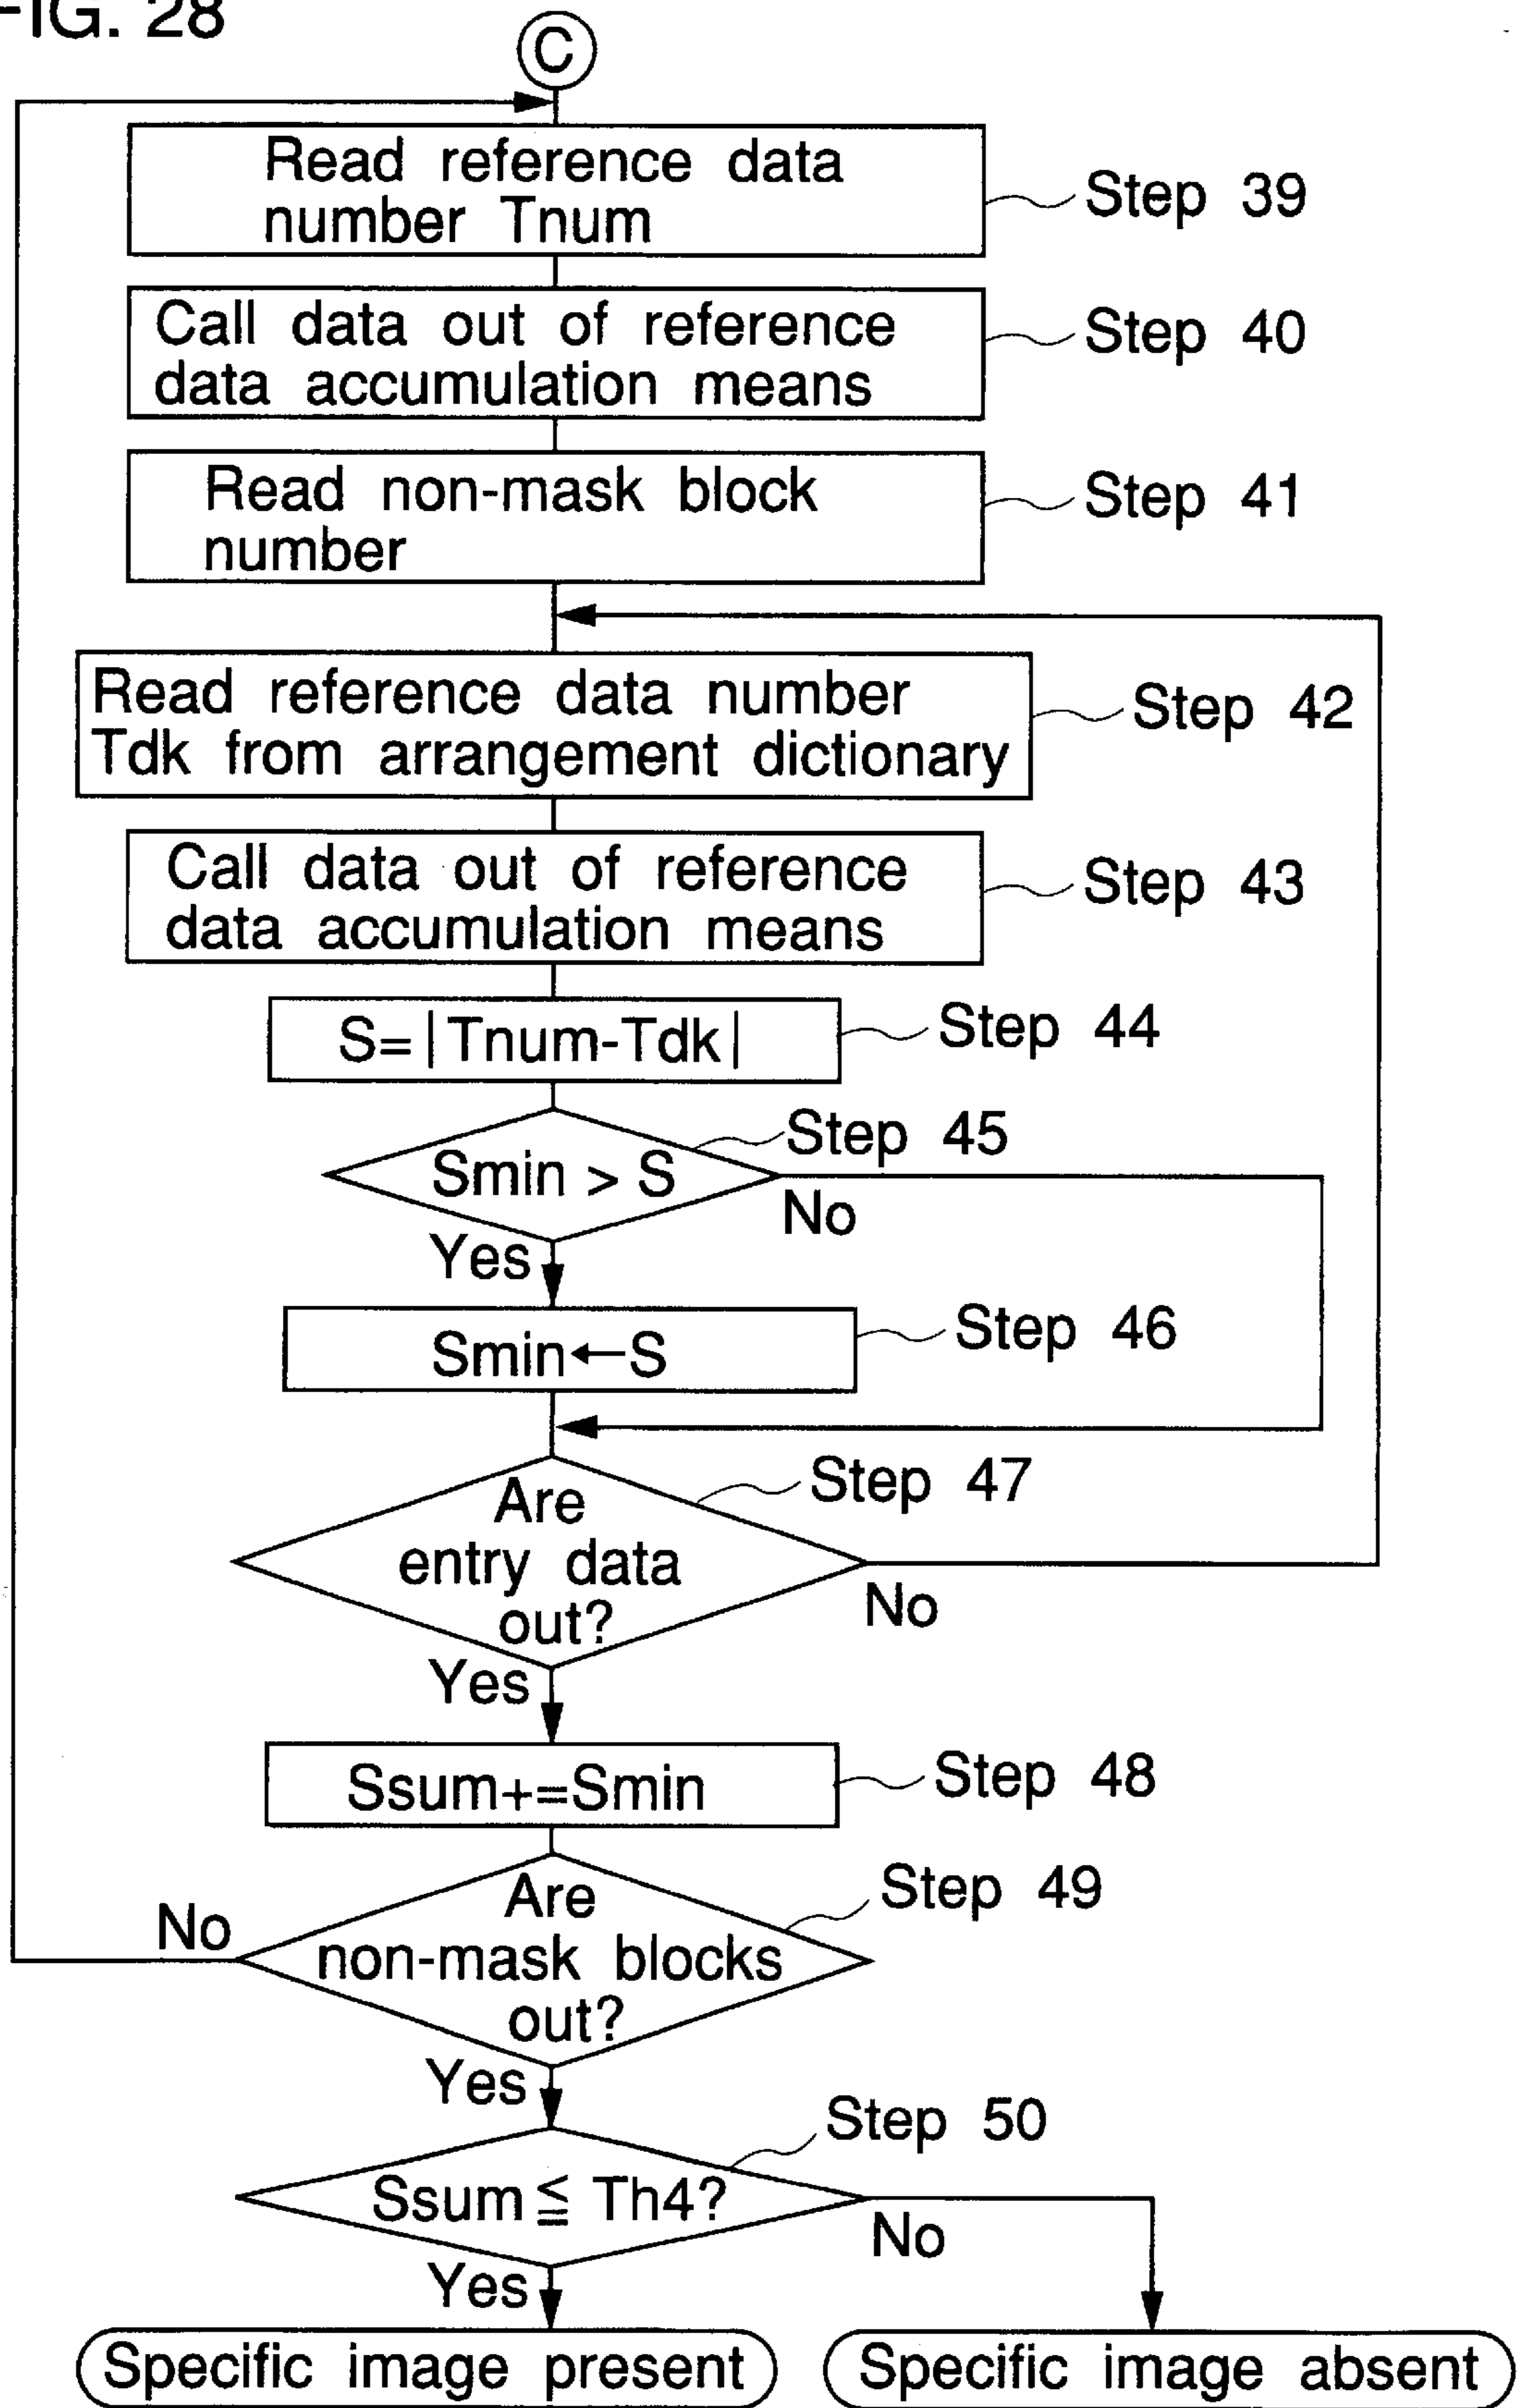 FIG. 28
C
Read reference data
number Tnum
Step 39
Call data out of reference
data accumulation means
Step 40
Read non-mask block
number
Step 41
Read reference data number
Tdk from arrangement dictionary
Step 42
Call data out of reference
data accumulation means
Step 43
S=|Tnum-Tdk|
Step 44
Smin > S
Step 45
No
Yes
Smin←S
Step 46
Are
entry data
out?
Step 47
No
Yes
Ssum+=Smin
Step 48
Are
non-mask blocks
out?
Step 49
No
Yes
Ssum≦ Th4?
Step 50
No
Yes
Specific image present
Specific image absent